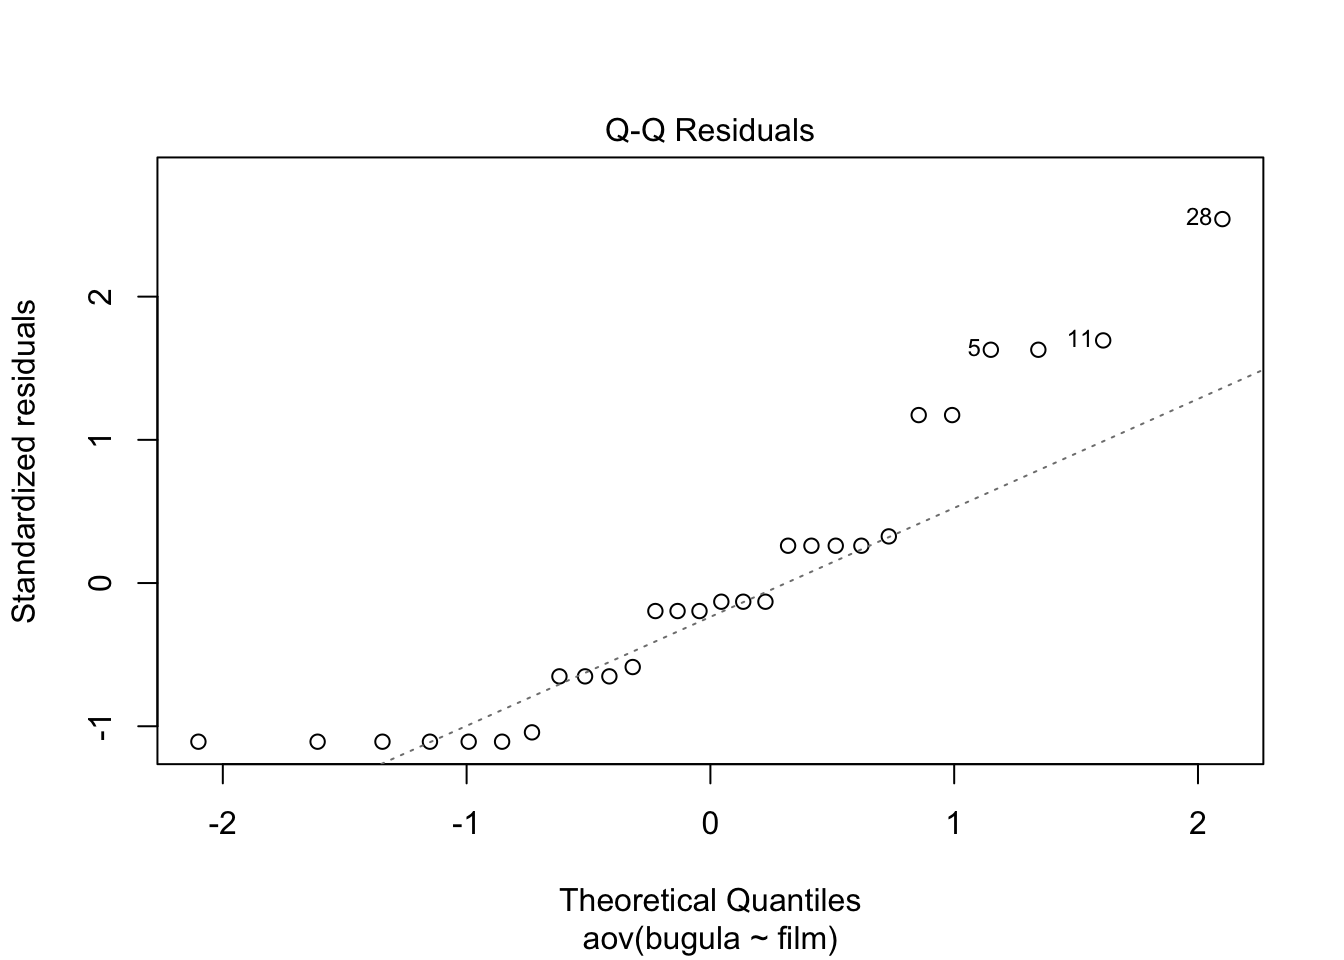 Q-Q Residuals
Standardized residuals
2
1
0
-1
28
5
11
-2 -1 0 1 2
Theoretical Quantiles
aov(bugula ~ film)